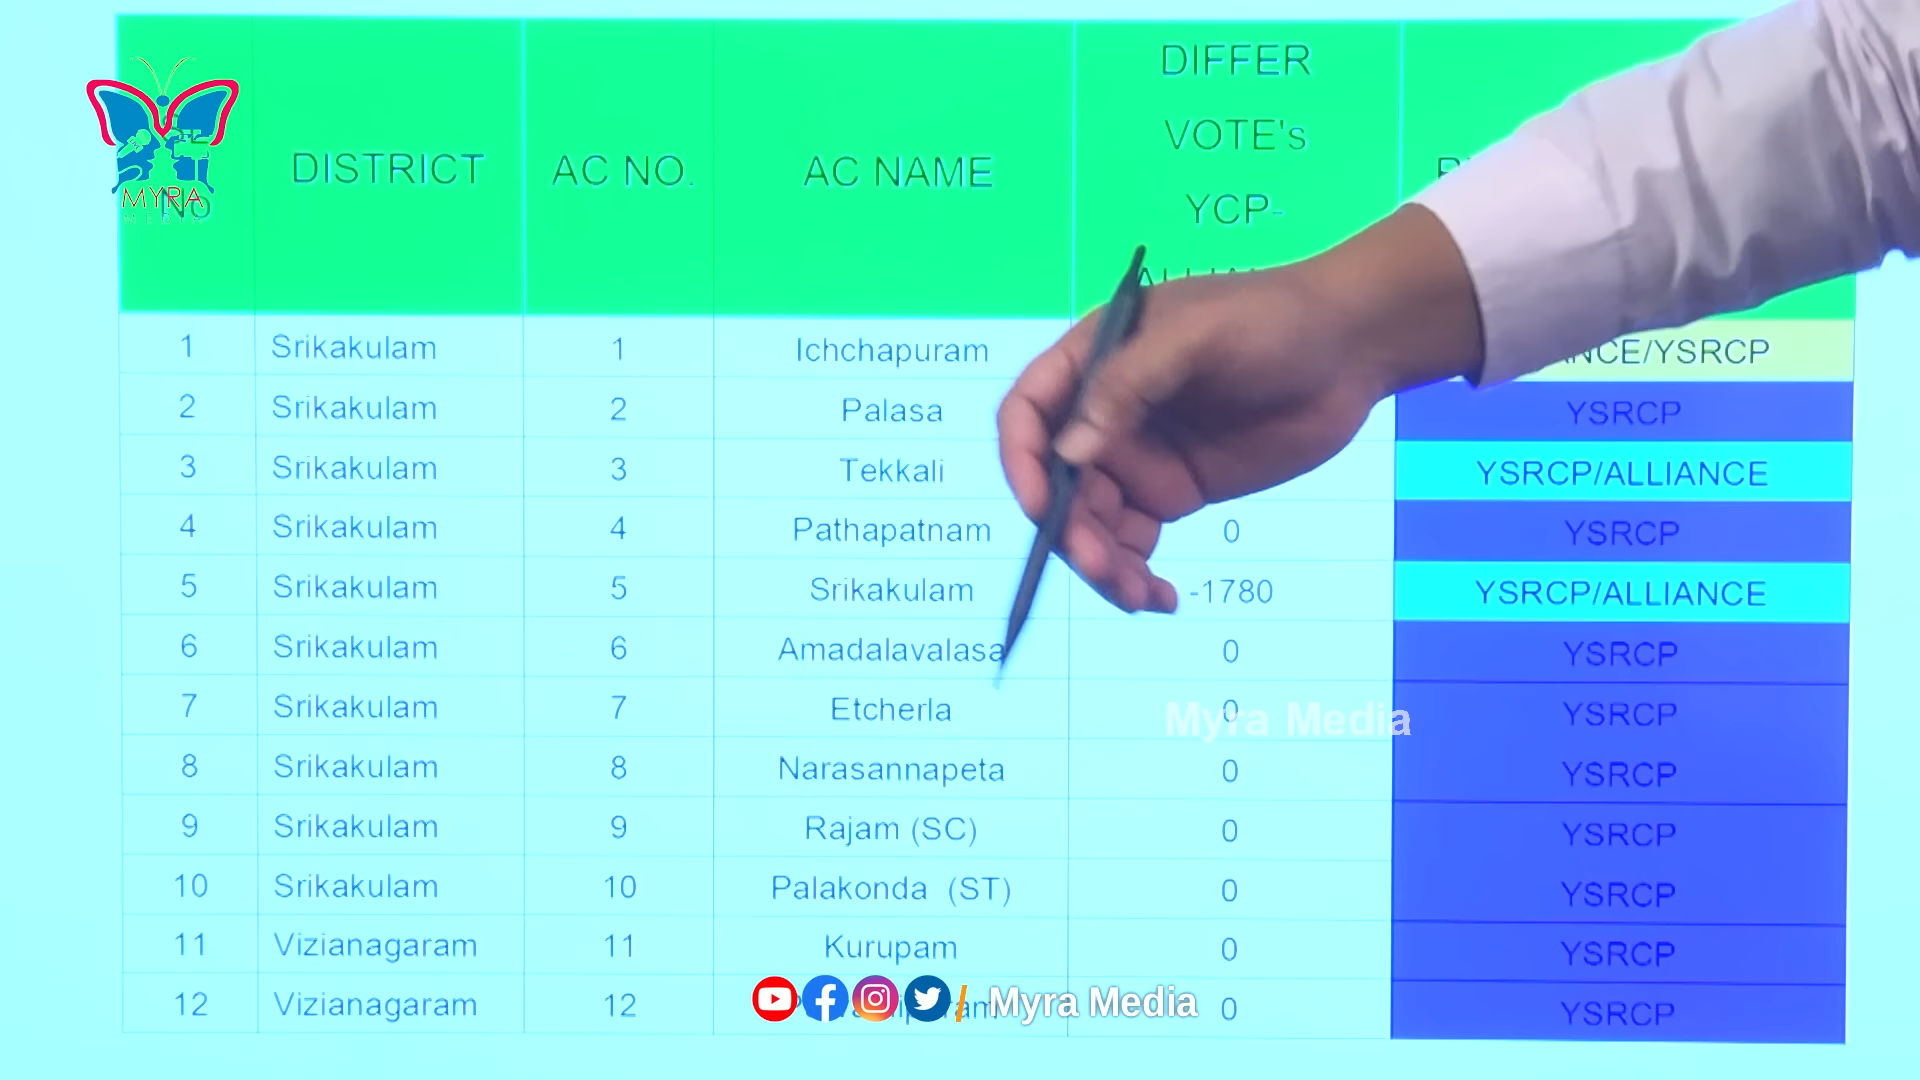 DIFFER
VOTE's
YCP-
DISTRICT AC NO. AC NAME
NO
MYRA
MEDIA
1 Srikakulam 1 Ichchapuram /YSRCP
2 Srikakulam 2 Palasa YSRCP
3 Srikakulam 3 Tekkali YSRCP/ALLIANCE
4 Srikakulam 4 Pathapatnam 0 YSRCP
5 Srikakulam 5 Srikakulam -1780 YSRCP/ALLIANCE
6 Srikakulam 6 Amadalavalasa 0 YSRCP
7 Srikakulam 7 Etcherla 0 YSRCP
Myra Media
8 Srikakulam 8 Narasannapeta 0 YSRCP
9 Srikakulam 9 Rajam (SC) 0 YSRCP
10 Srikakulam 10 Palakonda (ST) 0 YSRCP
11 Vizianagaram 11 Kurupam 0 YSRCP
12 Vizianagaram 12 0 YSRCP
/ Myra Media